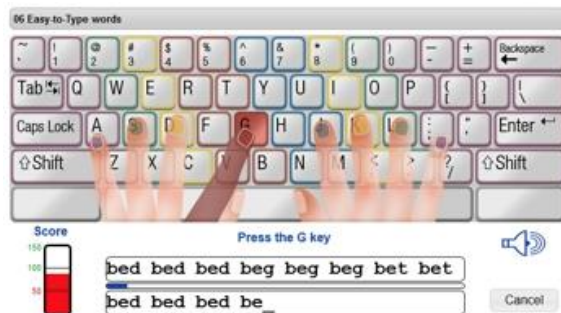 06 Easy-to-Type words
~ ` ! 1 @ 2 # 3 $ 4 % 5 ^ 6 & 7 * 8 ( 9 ) 0 - + = Backspace
Tab Q W E R T Y U I O P { [ } ] \
Caps Lock A S D F G H J K L : ; " ' Enter
Shift Z X C V B N M < > ? / Shift
Score
Press the G key
150
100
50
bed bed bed beg beg beg bet bet
bed bed bed be_
Cancel